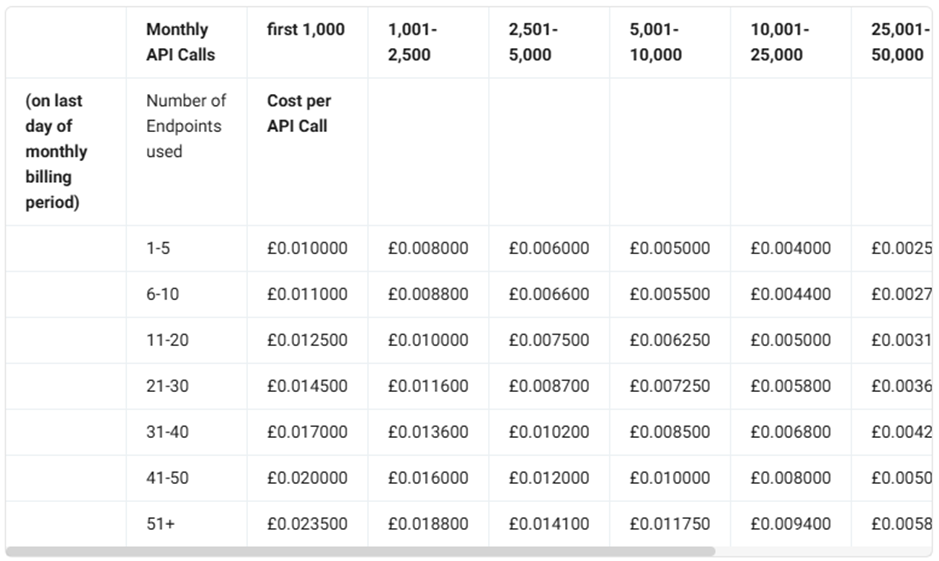 Monthly API Calls first 1,000 1,001-2,500 2,501-5,000 5,001-10,000 10,001-25,000 25,001-50,000
(on last day of monthly billing period) Number of Endpoints used Cost per API Call
1-5 £0.010000 £0.008000 £0.006000 £0.005000 £0.004000 £0.0025
6-10 £0.011000 £0.008800 £0.006600 £0.005500 £0.004400 £0.0027
11-20 £0.012500 £0.010000 £0.007500 £0.006250 £0.005000 £0.0031
21-30 £0.014500 £0.011600 £0.008700 £0.007250 £0.005800 £0.0036
31-40 £0.017000 £0.013600 £0.010200 £0.008500 £0.006800 £0.0042
41-50 £0.020000 £0.016000 £0.012000 £0.010000 £0.008000 £0.0050
51+ £0.023500 £0.018800 £0.014100 £0.011750 £0.009400 £0.0058